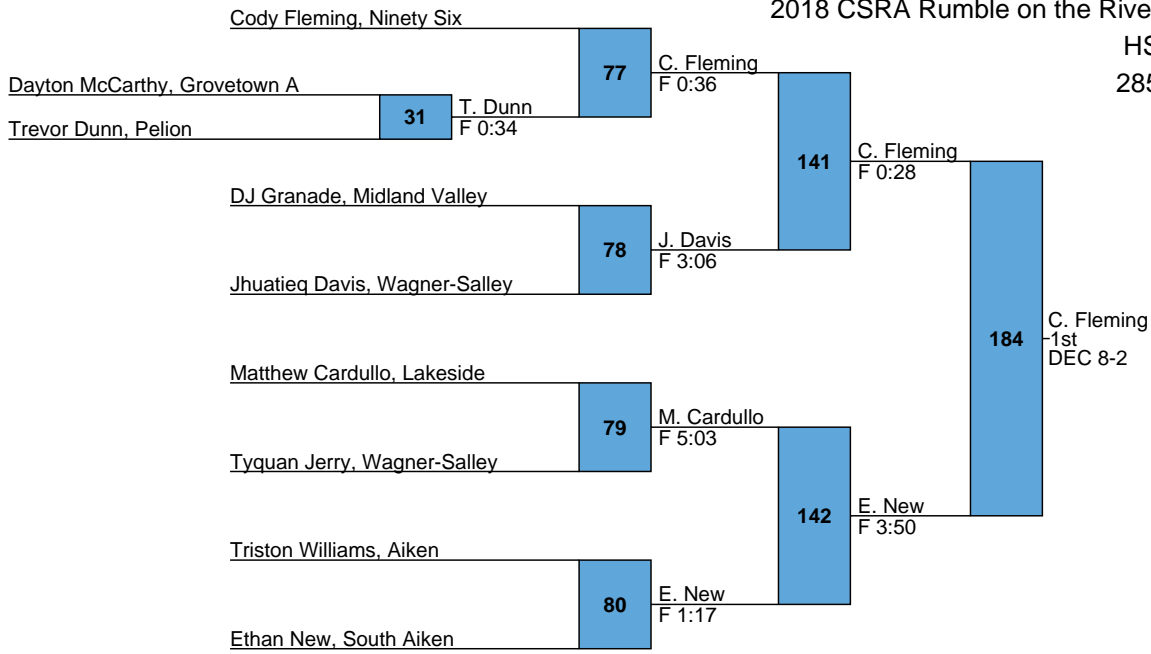 2018 CSRA Rumble on the Rive
HS
285
Cody Fleming, Ninety Six
77
C. Fleming
F 0:36
Dayton McCarthy, Grovetown A
31
T. Dunn
F 0:34
Trevor Dunn, Pelion
141
C. Fleming
F 0:28
DJ Granade, Midland Valley
78
J. Davis
F 3:06
Jhuatieq Davis, Wagner-Salley
184
C. Fleming
1st
DEC 8-2
Matthew Cardullo, Lakeside
79
M. Cardullo
F 5:03
Tyquan Jerry, Wagner-Salley
142
E. New
F 3:50
Triston Williams, Aiken
80
E. New
F 1:17
Ethan New, South Aiken